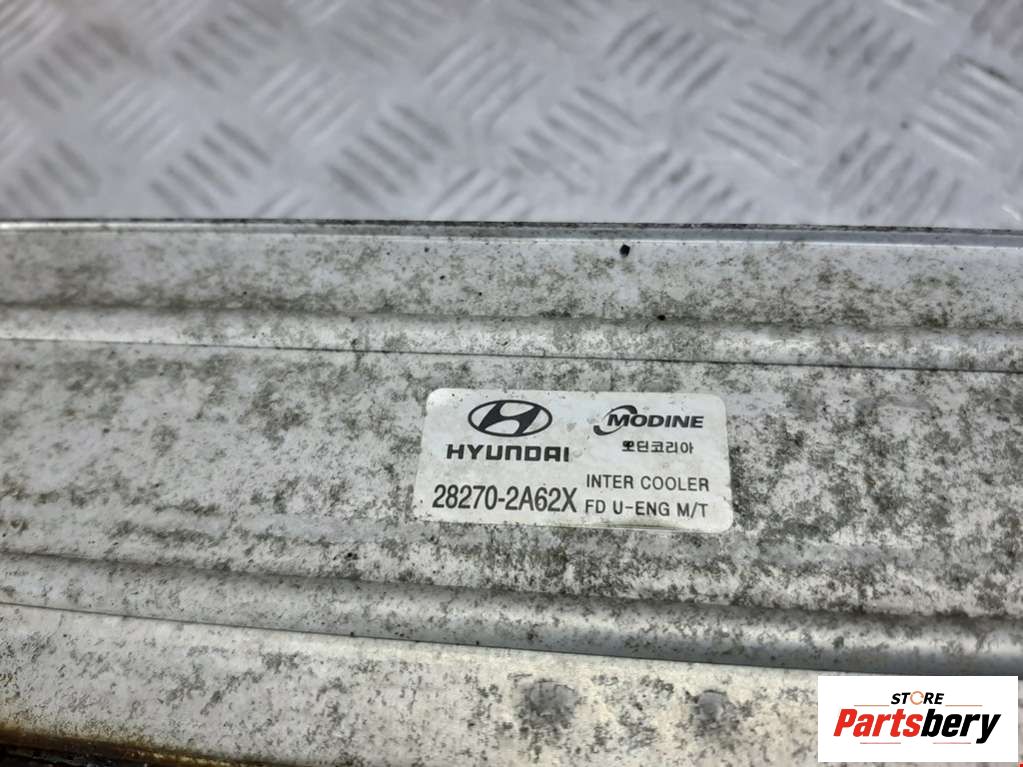 HYUNDAI
MODINE
모딘코리아
28270-2A62X
INTER COOLER
FD U-ENG M/T
STORE
Partsbery